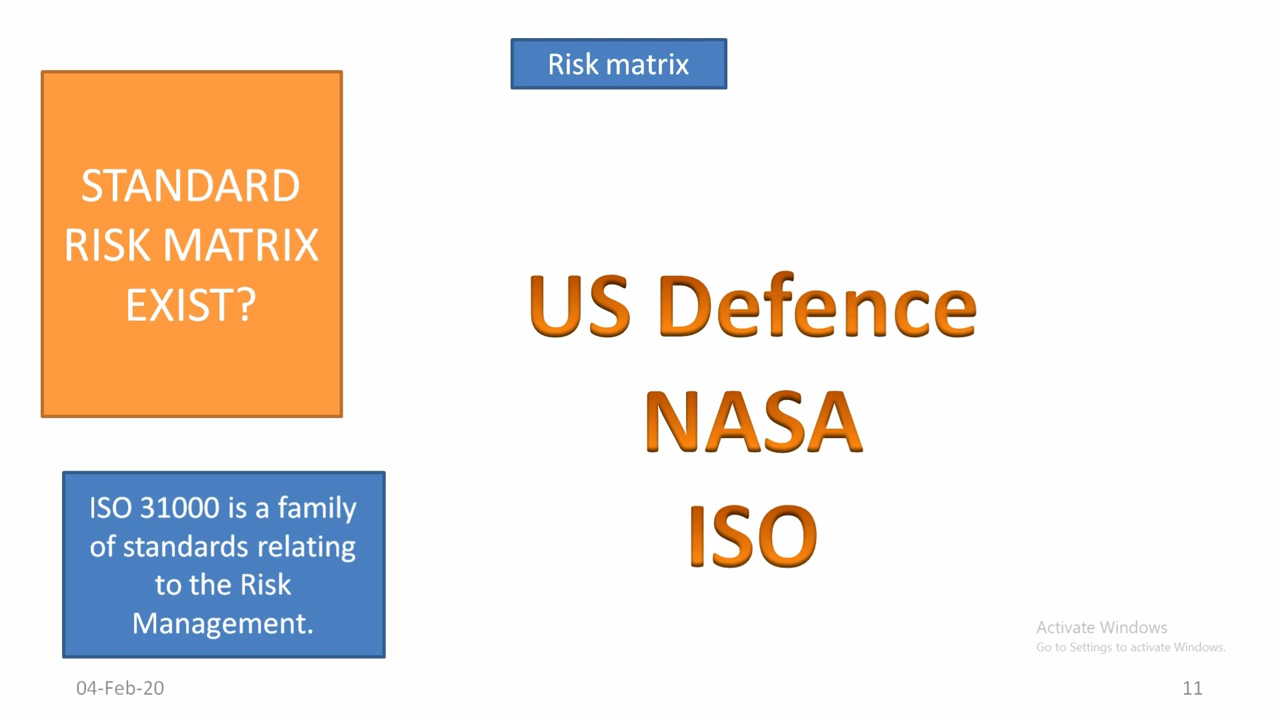 Risk matrix
STANDARD
RISK MATRIX
EXIST?
US Defence
NASA
ISO
ISO 31000 is a family
of standards relating
to the Risk
Management.
Activate Windows
Go to Settings to activate Windows.
04-Feb-20
11